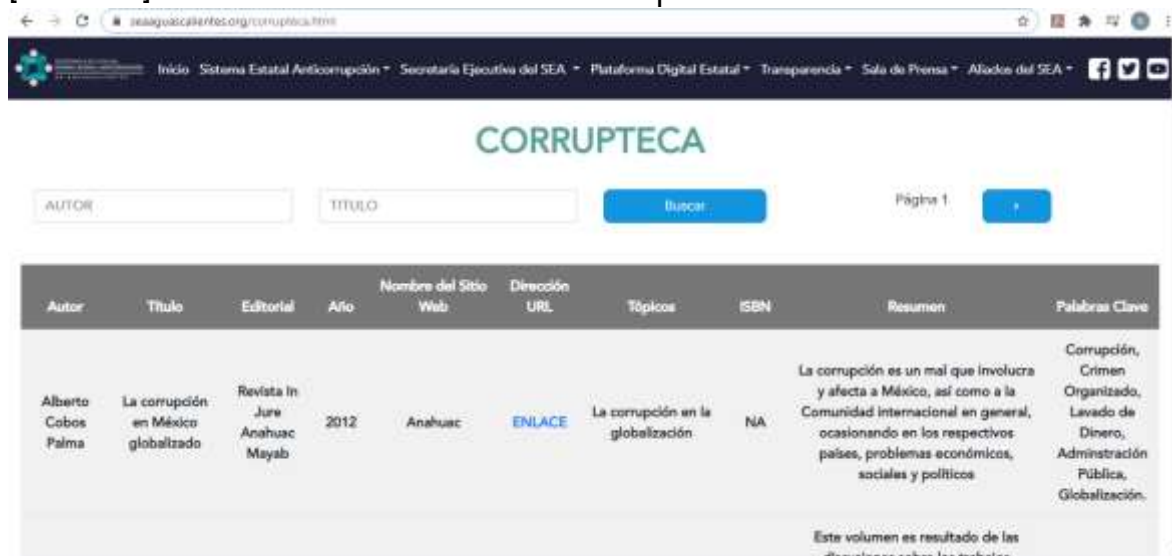 seaaguascalientes.org/corrupteca.html
Inicio Sistema Estatal Anticorrupción Secretaría Ejecutiva del SEA Plataforma Digital Estatal Transparencia Sala de Prensa Aliados del SEA
CORRUPTECA
AUTOR TITULO Buscar Página 1
Autor Título Editorial Año Nombre del Sitio Web Dirección URL Tópicos ISBN Resumen Palabras Clave
Alberto
Cobos
Palma
La corrupción
en México
globalizado
Revista In
Jure
Anahuac
Mayab
2012
Anahuac
ENLACE
La corrupción en la
globalización
NA
La corrupción es un mal que involucra
y afecta a México, así como a la
Comunidad internacional en general,
ocasionando en los respectivos
países, problemas económicos,
sociales y políticos
Corrupción,
Crimen
Organizado,
Lavado de
Dinero,
Adminstración
Pública,
Globalización.
Este volumen es resultado de las
discusiones sobre los trabajos